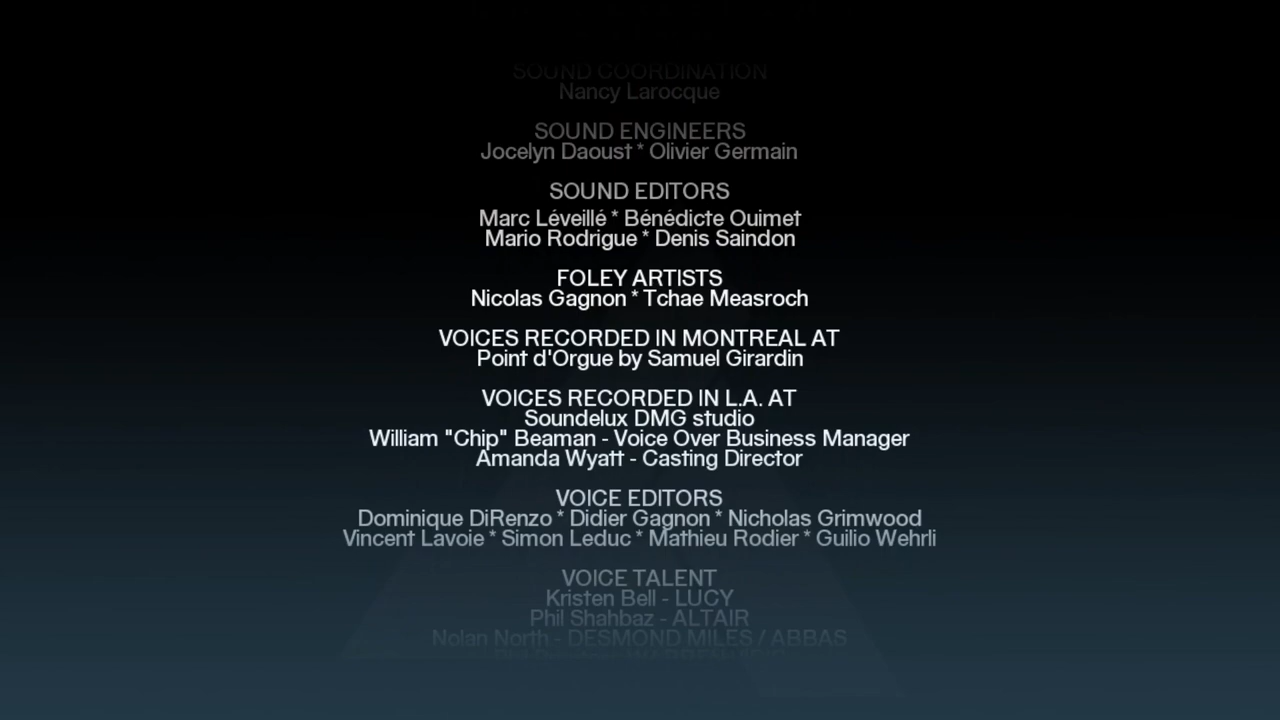 SOUND COORDINATION
Nancy Larocque
SOUND ENGINEERS
Jocelyn Daoust * Olivier Germain
SOUND EDITORS
Marc Léveillé * Bénédicte Ouimet
Mario Rodrigue * Denis Saindon
FOLEY ARTISTS
Nicolas Gagnon * Tchae Measroch
VOICES RECORDED IN MONTREAL AT
Point d'Orgue by Samuel Girardin
VOICES RECORDED IN L.A. AT
Soundelux DMG studio
William "Chip" Beaman - Voice Over Business Manager
Amanda Wyatt - Casting Director
VOICE EDITORS
Dominique DiRenzo * Didier Gagnon * Nicholas Grimwood
Vincent Lavoie * Simon Leduc * Mathieu Rodier * Guilio Wehrli
VOICE TALENT
Kristen Bell - LUCY
Phil Shahbaz - ALTAIR
Nolan North - DESMOND MILES / ABBAS